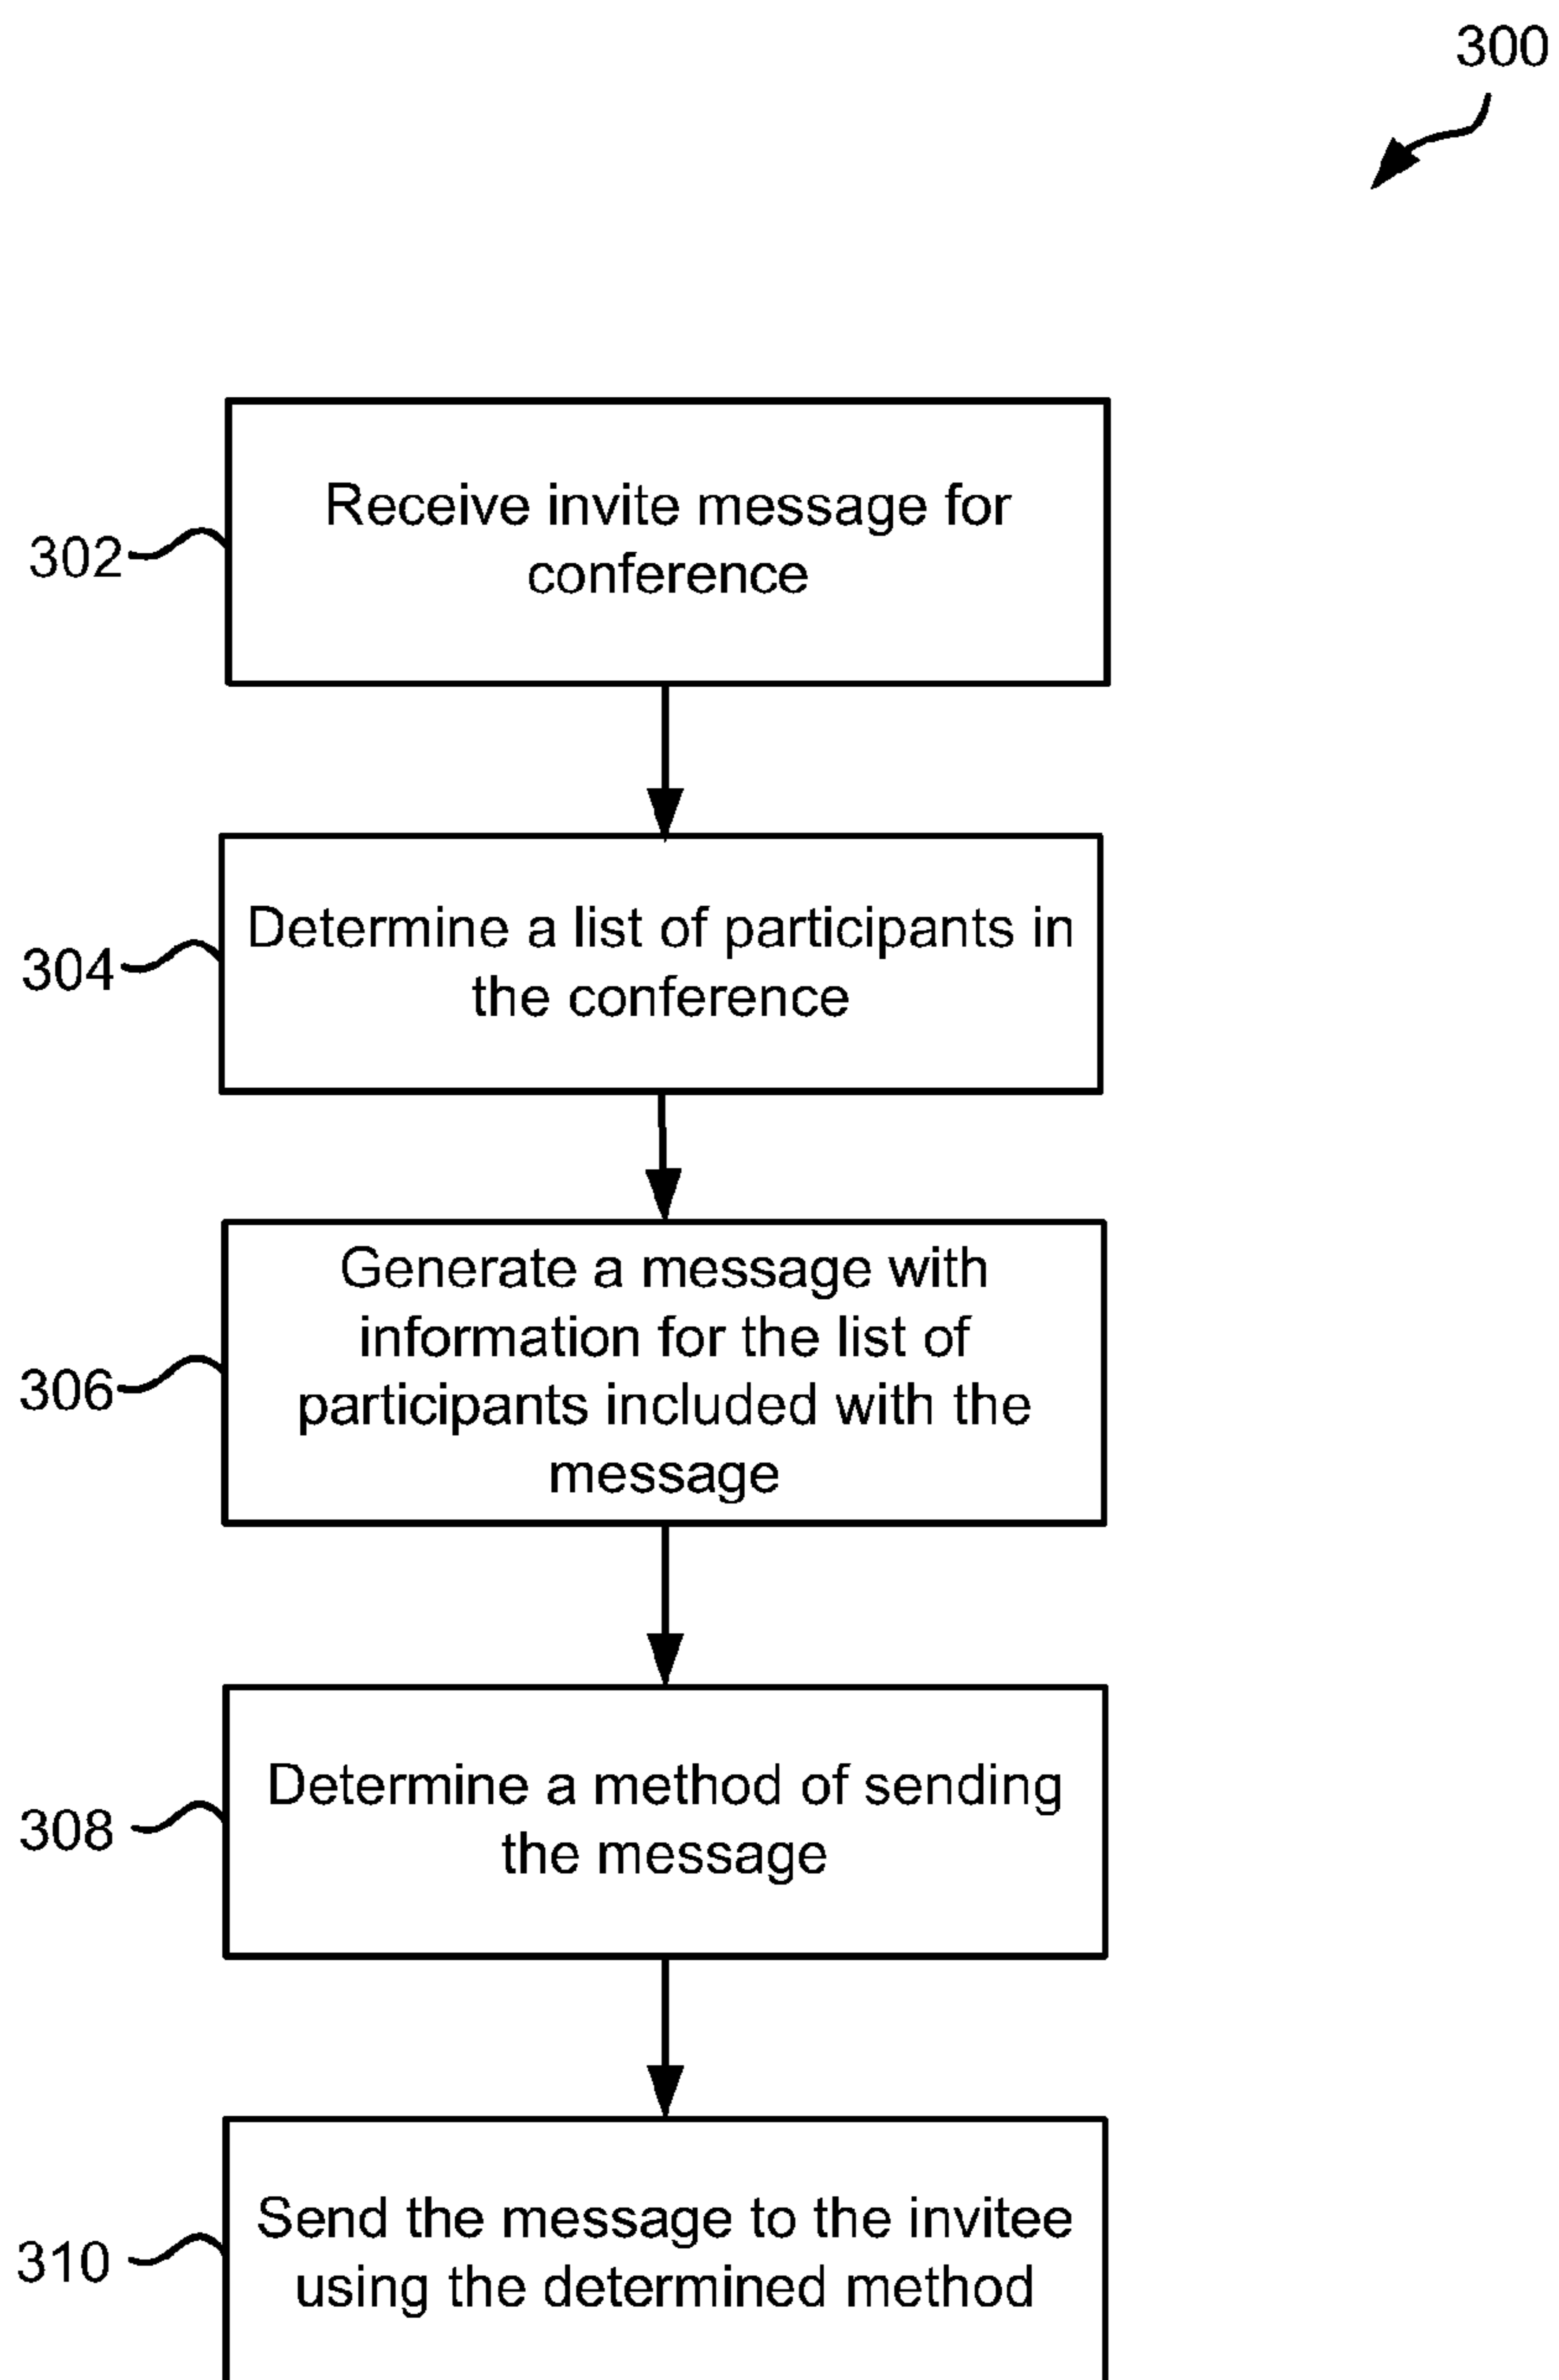 300
302
Receive invite message for
conference
304
Determine a list of participants in
the conference
306
Generate a message with
information for the list of
participants included with the
message
308
Determine a method of sending
the message
310
Send the message to the invitee
using the determined method